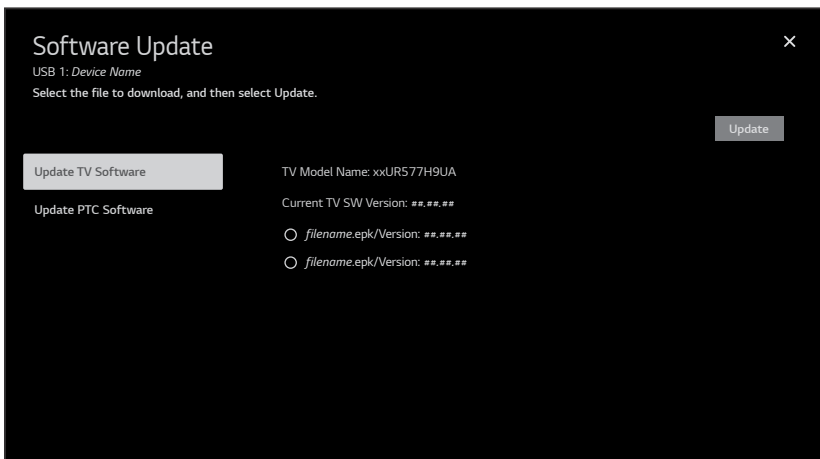 Software Update
USB 1: Device Name
Select the file to download, and then select Update.
Update
Update TV Software
Update PTC Software
TV Model Name: xxUR577H9UA
Current TV SW Version: ##.##.##
filename.epk/Version: ##.##.##
filename.epk/Version: ##.##.##